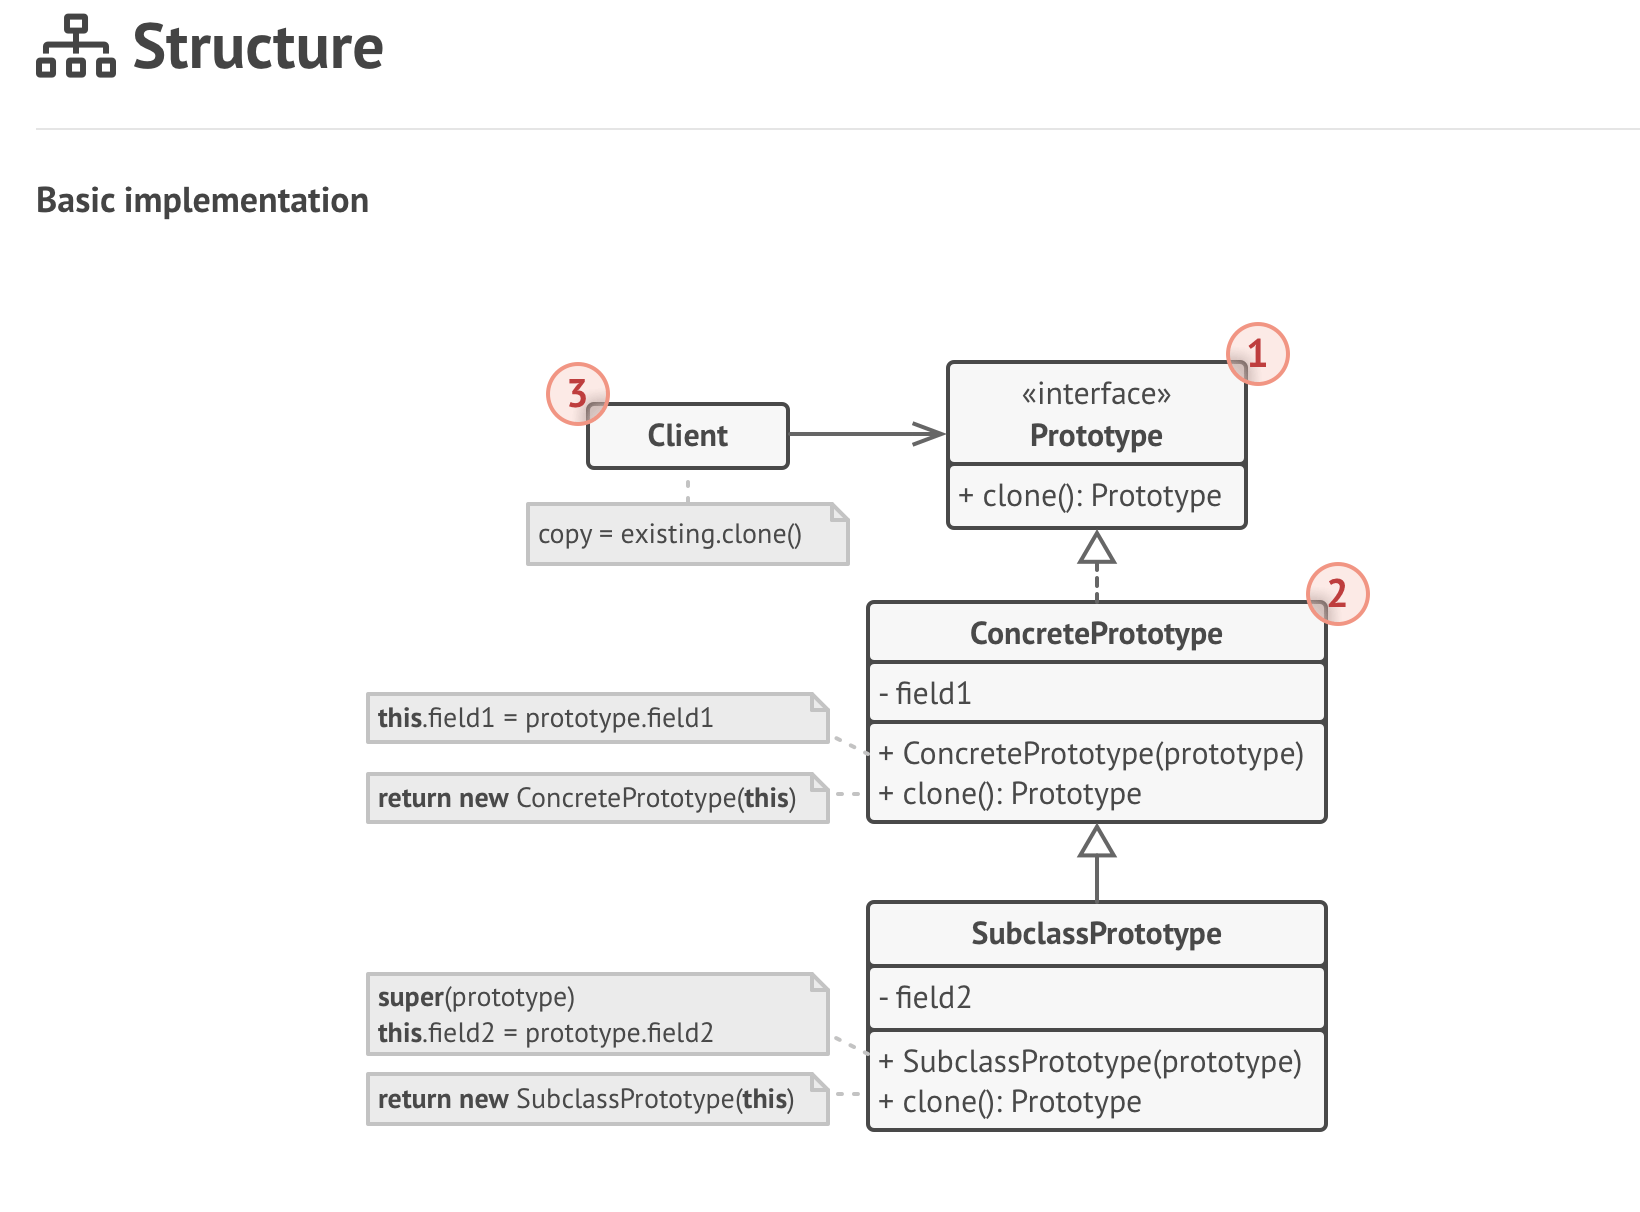 Structure
Basic implementation
1
«interface»
Prototype
+ clone(): Prototype
3
Client
copy = existing.clone()
2
ConcretePrototype
- field1
+ ConcretePrototype(prototype)
+ clone(): Prototype
this.field1 = prototype.field1
return new ConcretePrototype(this)
SubclassPrototype
- field2
+ SubclassPrototype(prototype)
+ clone(): Prototype
super(prototype)
this.field2 = prototype.field2
return new SubclassPrototype(this)